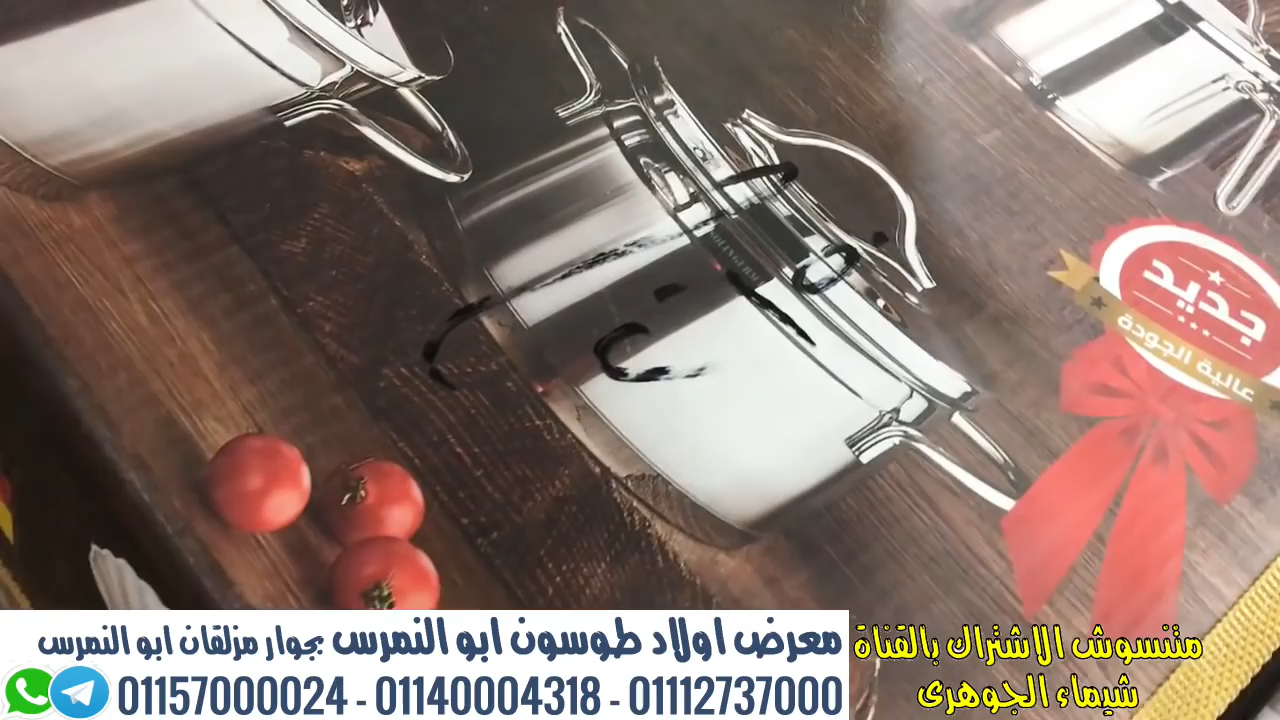 جديد
عالية الجودة
معرض اولاد طوسون ابو النمرس بجوار مزلقان ابو النمرس
01157000024 - 01140004318 - 01112737000
متنسوش الاشتراك بالقناة
شيماء الجوهرى